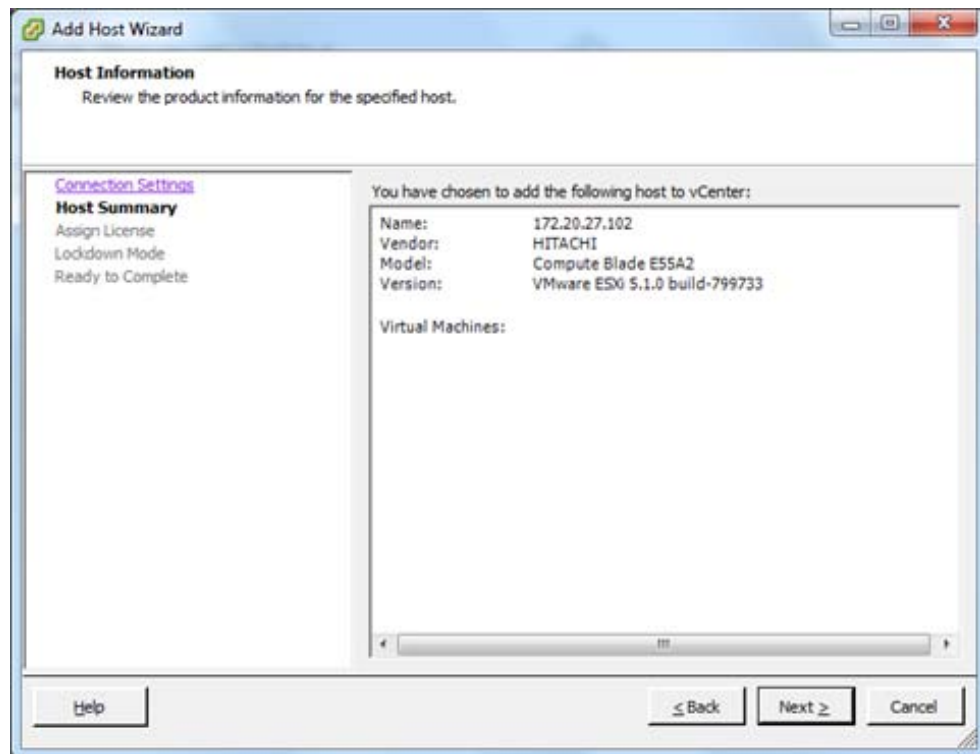 Add Host Wizard
Host Information
Review the product information for the specified host.
Connection Settings
Host Summary
Assign License
Lockdown Mode
Ready to Complete
You have chosen to add the following host to vCenter:
Name: 172.20.27.102
Vendor: HITACHI
Model: Compute Blade E55A2
Version: VMware ESXi 5.1.0 build-799733
Virtual Machines:
Help
< Back
Next >
Cancel